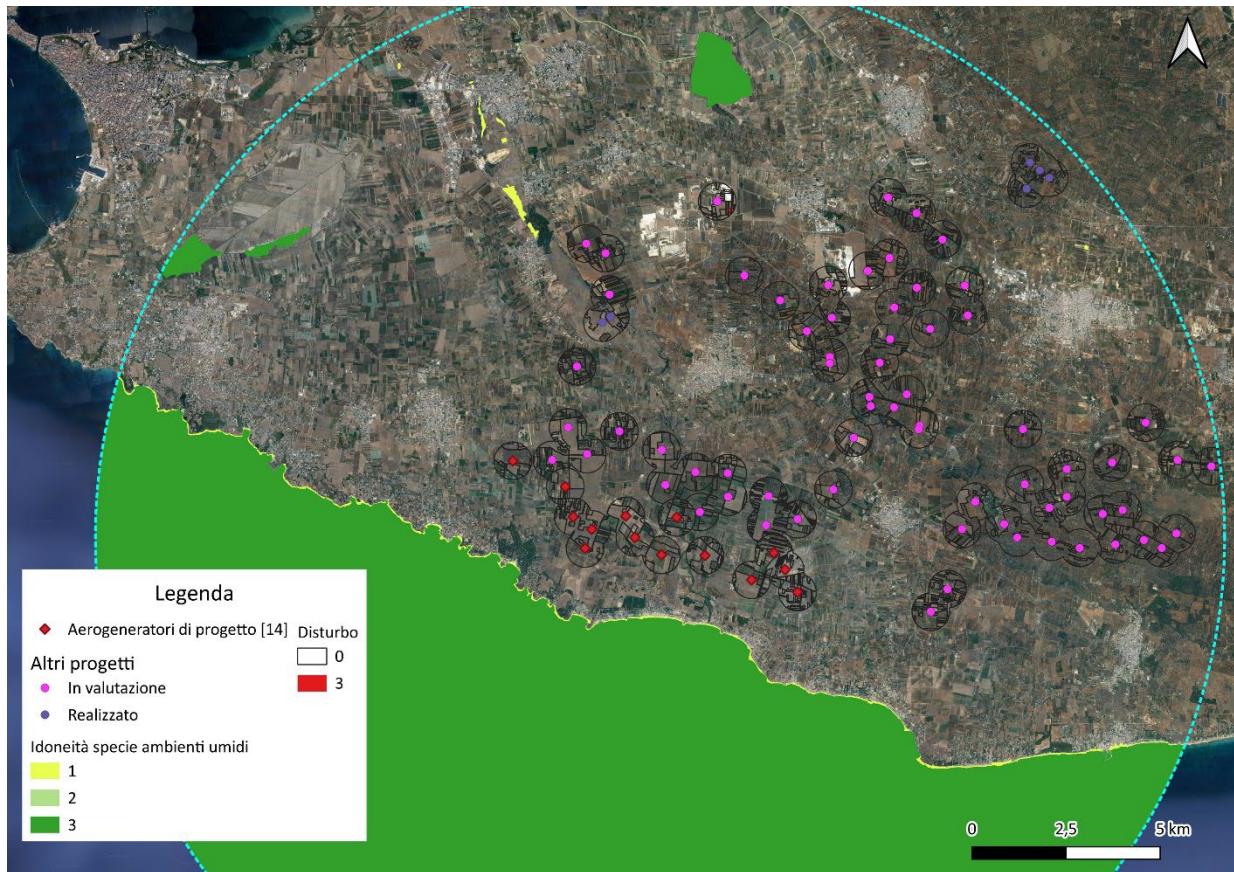 Legenda
Aerogeneratori di progetto [14]
Altri progetti
In valutazione
Realizzato
Idoneità specie ambienti umidi
1
2
3
Disturbo
0
3
0 2,5 5 km